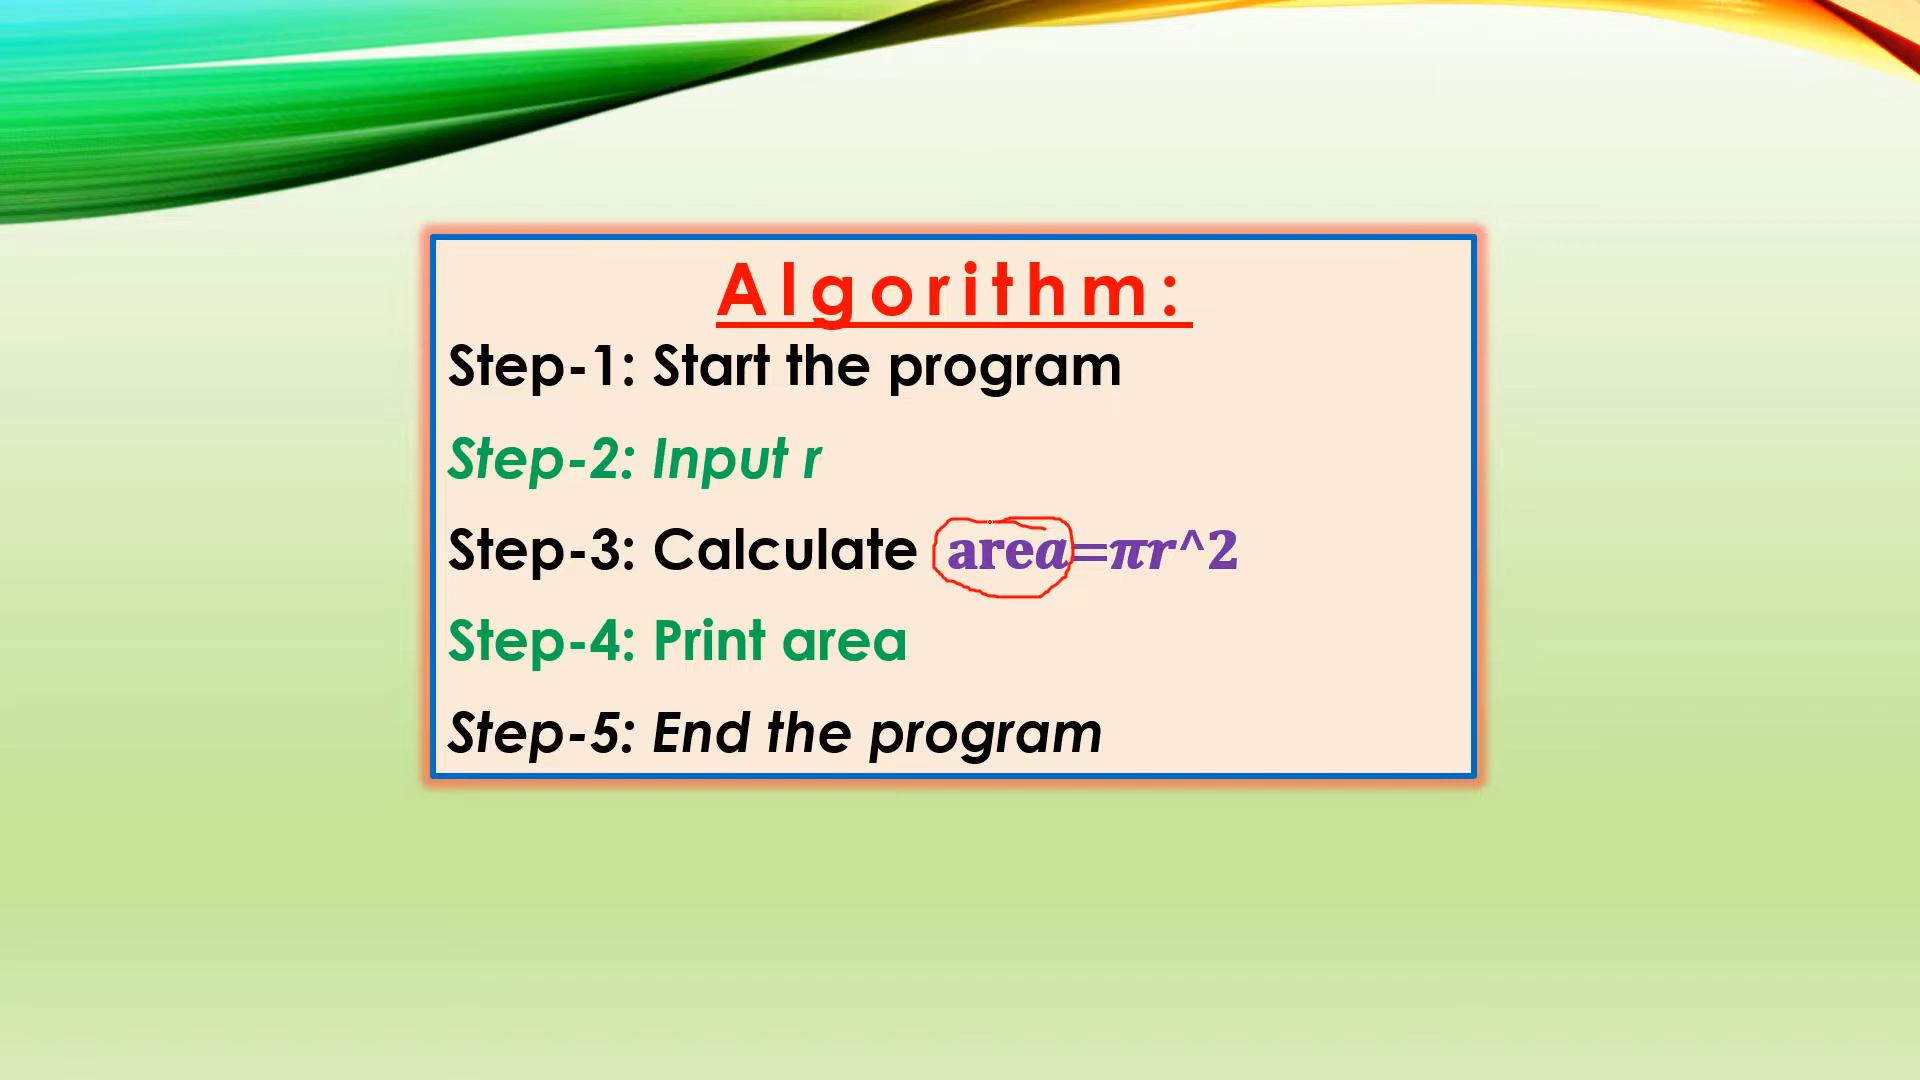 Algorithm:
Step-1: Start the program
Step-2: Input r
Step-3: Calculate area=πr^2
Step-4: Print area
Step-5: End the program